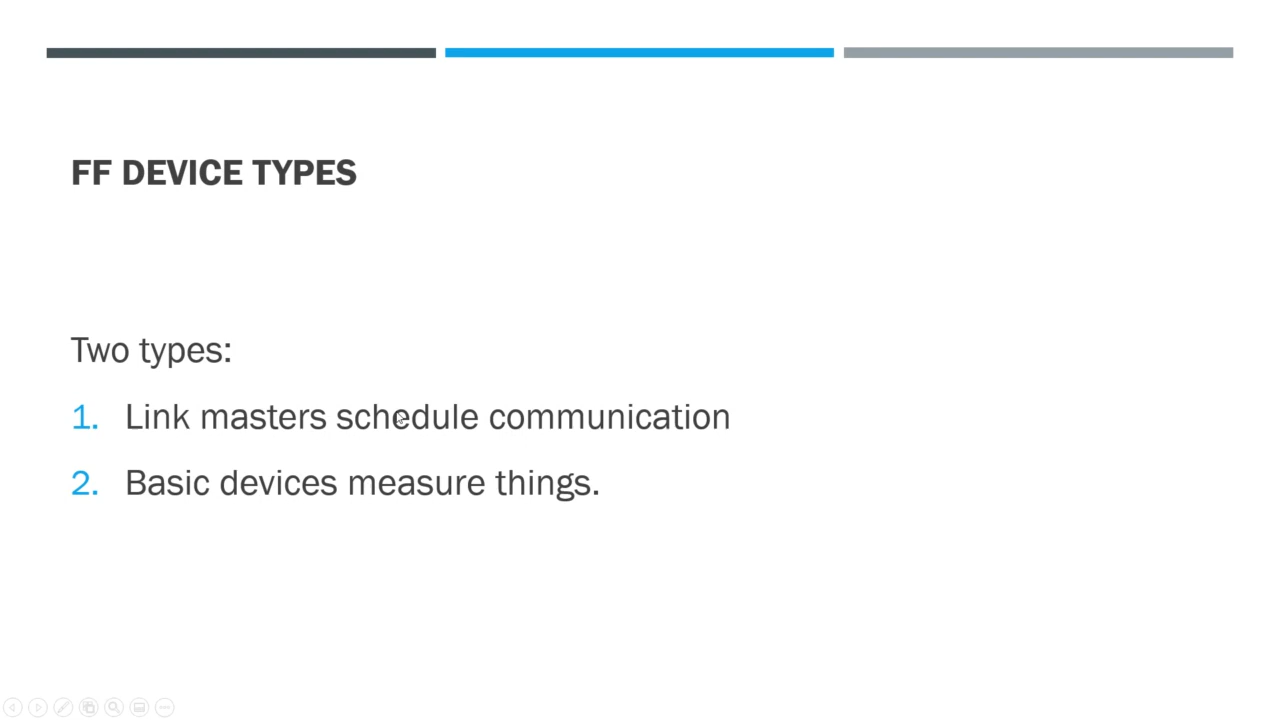 FF DEVICE TYPES
Two types:
1. Link masters schedule communication
2. Basic devices measure things.